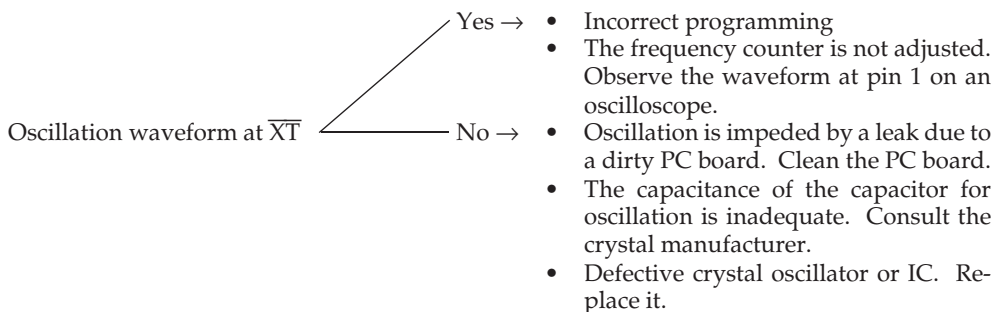 Yes → • Incorrect programming
• The frequency counter is not adjusted.
Observe the waveform at pin 1 on an
oscilloscope.
Oscillation waveform at X̅T̅
No → • Oscillation is impeded by a leak due to
a dirty PC board. Clean the PC board.
• The capacitance of the capacitor for
oscillation is inadequate. Consult the
crystal manufacturer.
• Defective crystal oscillator or IC. Re-
place it.